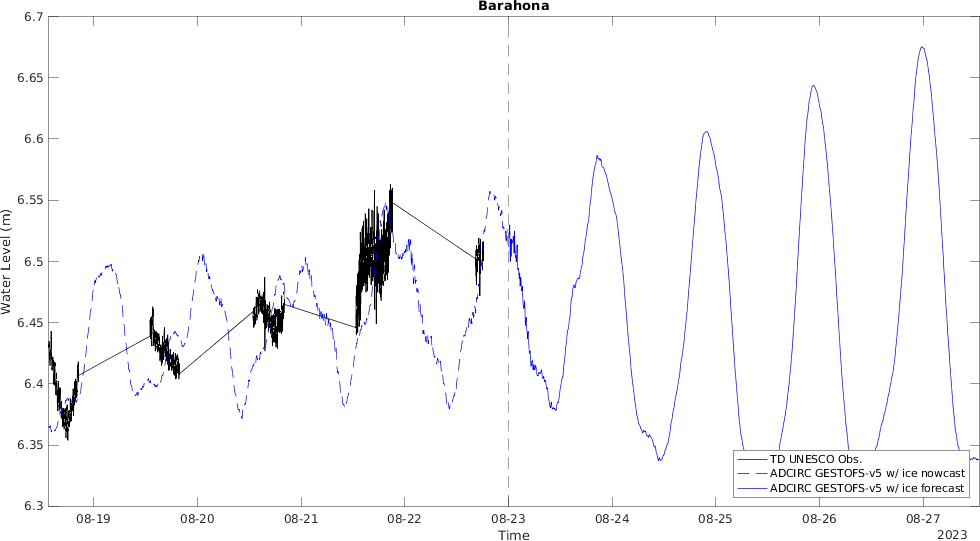 Barahona
6.7
6.65
6.6
6.55
6.5
6.45
6.4
6.35
6.3
Water Level (m)
TD UNESCO Obs.
ADCIRC GESTOFS-v5 w/ ice nowcast
ADCIRC GESTOFS-v5 w/ ice forecast
08-19 08-20 08-21 08-22 08-23 08-24 08-25 08-26 08-27
Time
2023